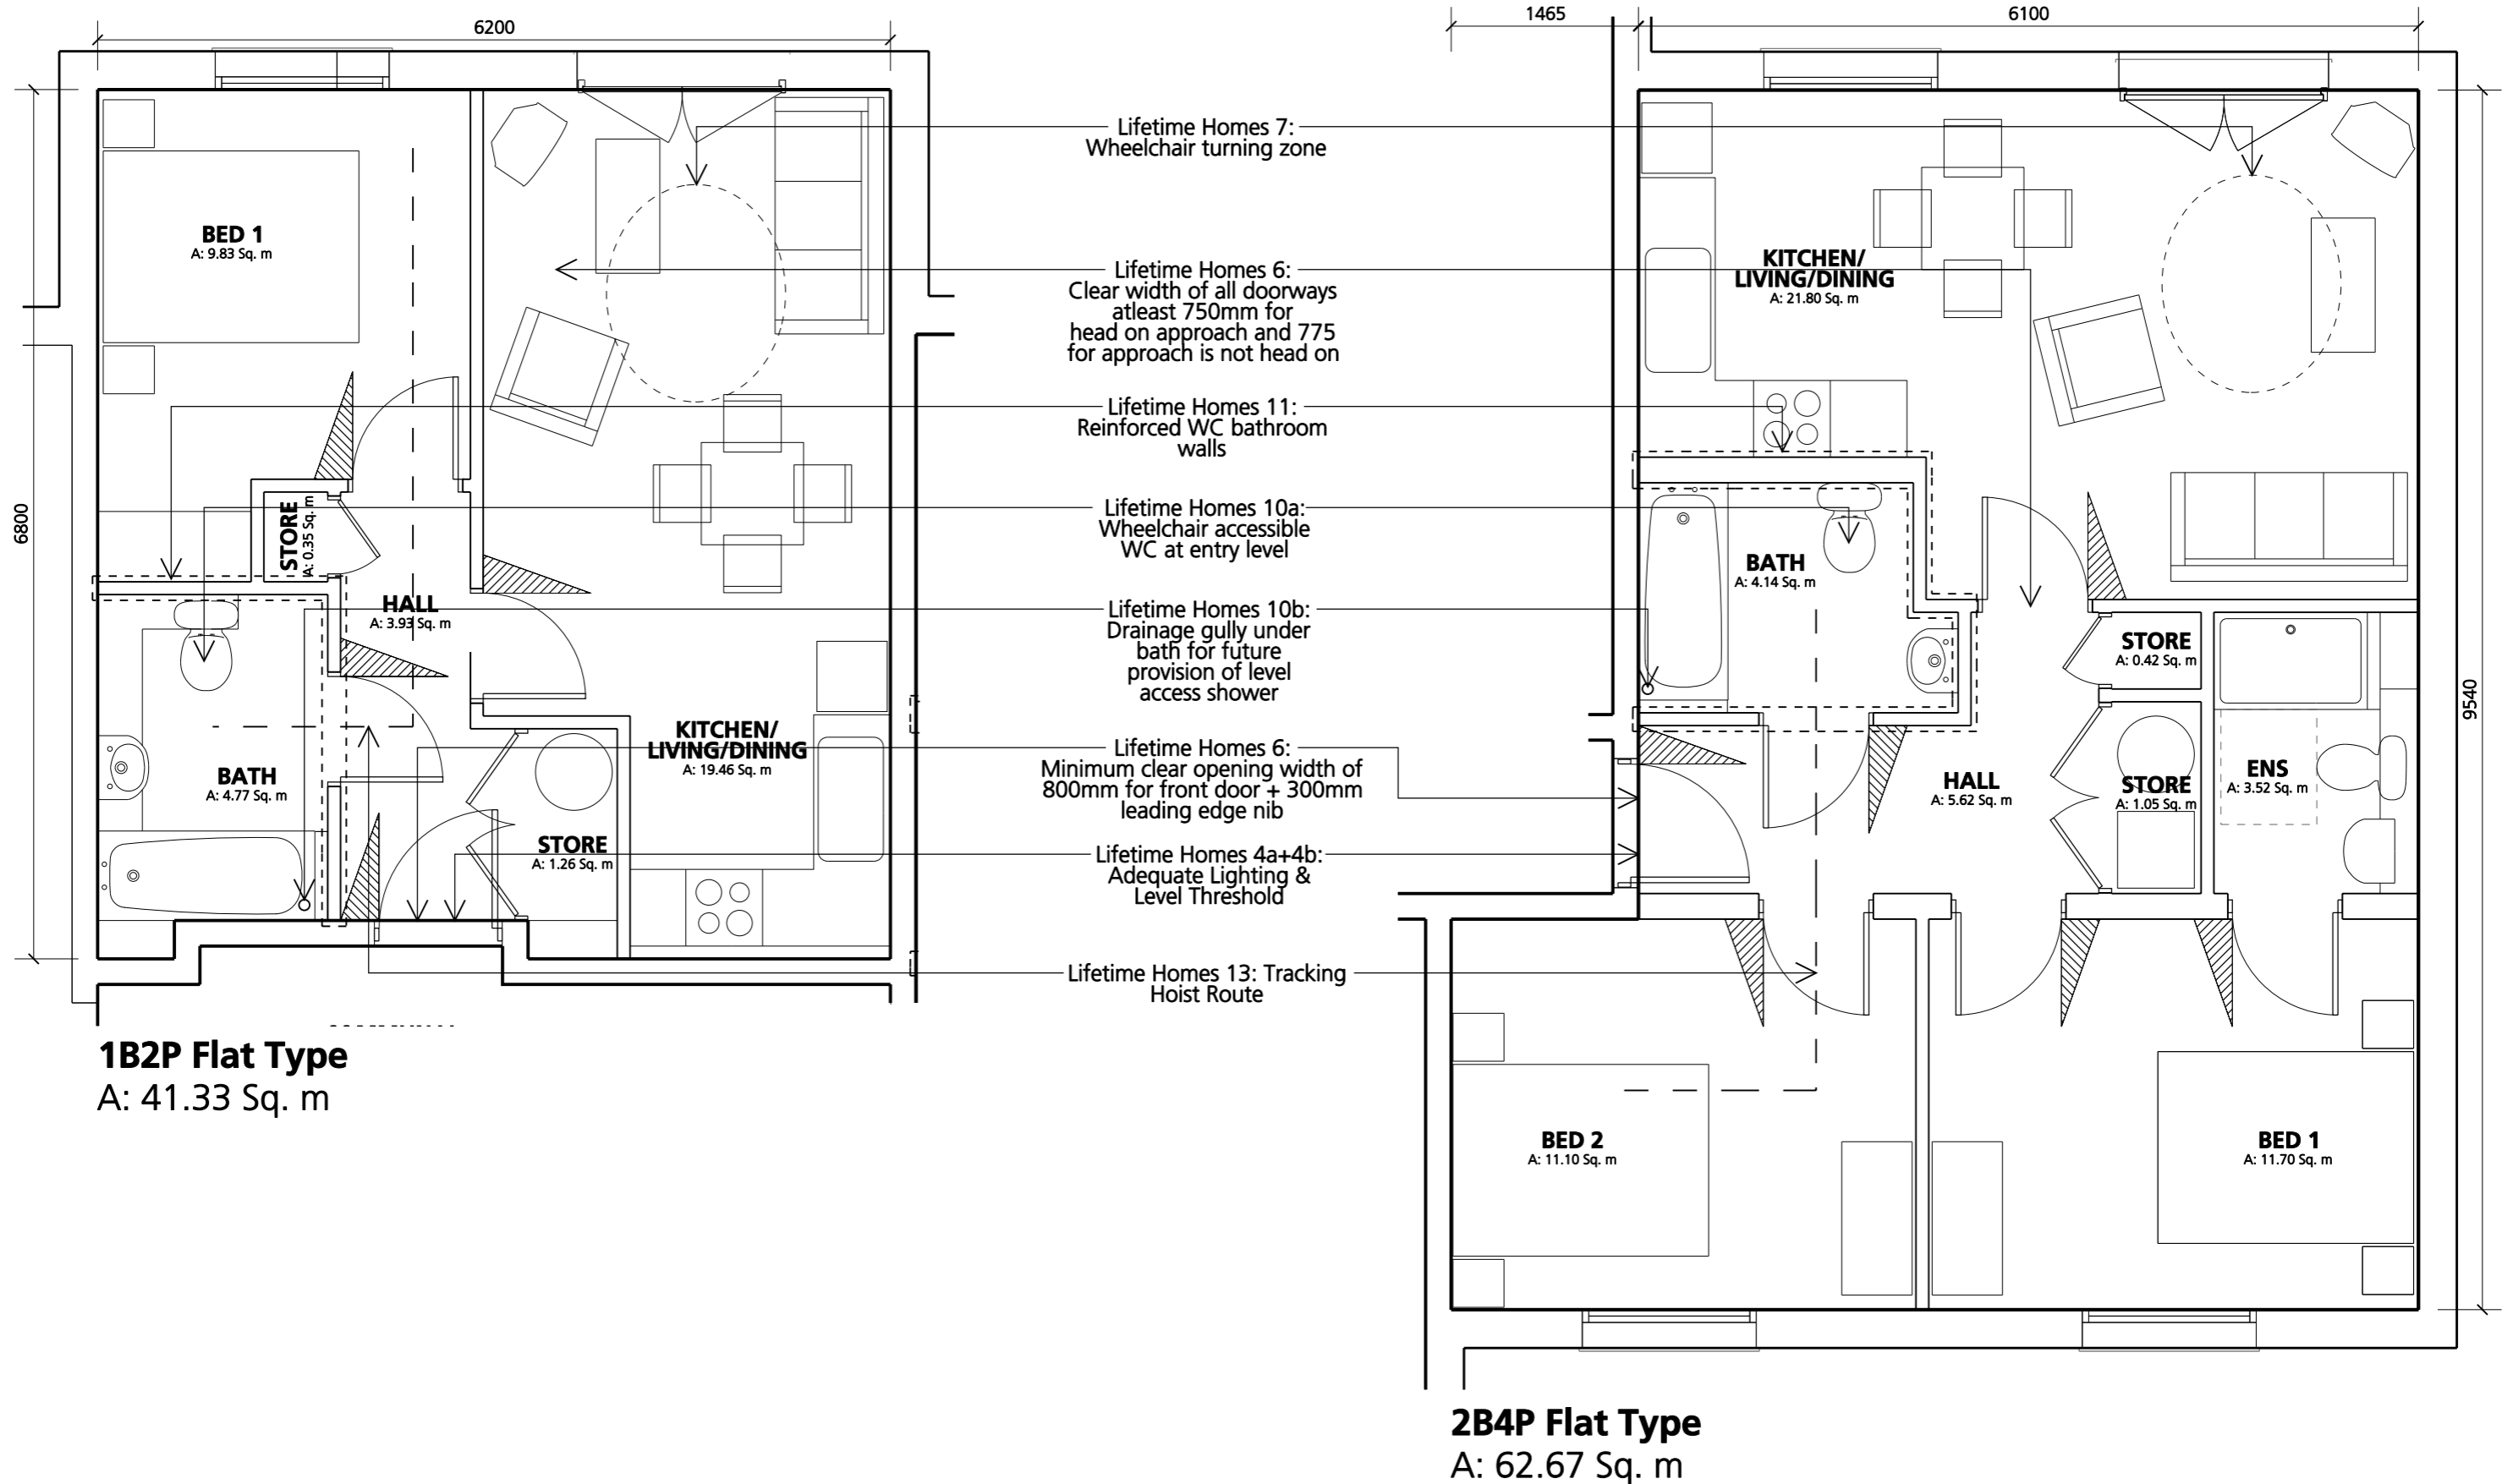 6200
1465
6100
6800
9540
BED 1
A: 9.83 Sq. m
STORE
A: 0.35 Sq. m
HALL
A: 3.93 Sq. m
BATH
A: 4.77 Sq. m
STORE
A: 1.26 Sq. m
KITCHEN/
LIVING/DINING
A: 19.46 Sq. m
1B2P Flat Type
A: 41.33 Sq. m
Lifetime Homes 7:
Wheelchair turning zone
Lifetime Homes 6:
Clear width of all doorways
atleast 750mm for
head on approach and 775
for approach is not head on
Lifetime Homes 11:
Reinforced WC bathroom
walls
Lifetime Homes 10a:
Wheelchair accessible
WC at entry level
Lifetime Homes 10b:
Drainage gully under
bath for future
provision of level
access shower
Lifetime Homes 6:
Minimum clear opening width of
800mm for front door + 300mm
leading edge nib
Lifetime Homes 4a+4b:
Adequate Lighting &
Level Threshold
Lifetime Homes 13: Tracking
Hoist Route
KITCHEN/
LIVING/DINING
A: 21.80 Sq. m
BATH
A: 4.14 Sq. m
STORE
A: 0.42 Sq. m
HALL
A: 5.62 Sq. m
STORE
A: 1.05 Sq. m
ENS
A: 3.52 Sq. m
BED 2
A: 11.10 Sq. m
BED 1
A: 11.70 Sq. m
2B4P Flat Type
A: 62.67 Sq. m